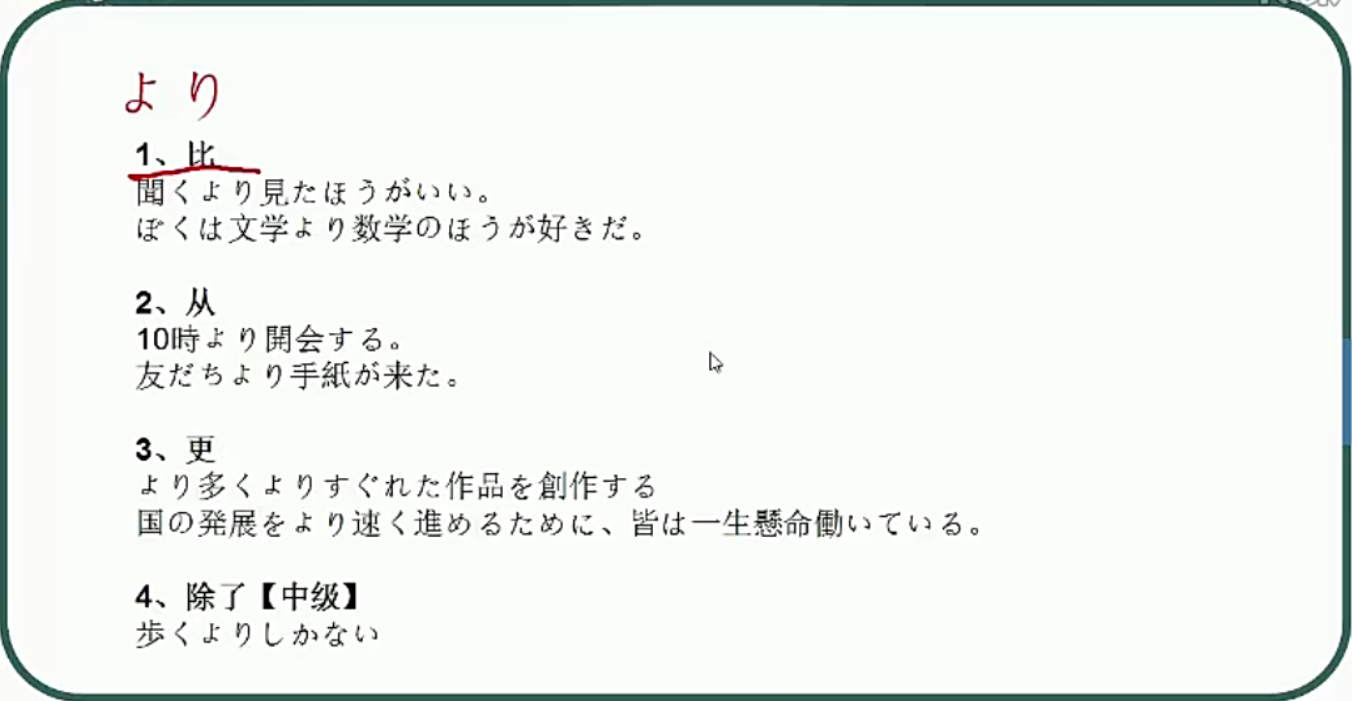 より
1、比
聞くより見たほうがいい。
ぼくは文学より数学のほうが好きだ。
2、从
10時より開会する。
友だちより手紙が来た。
3、更
より多くよりすぐれた作品を創作する
国の発展をより速く進めるために、皆は一生懸命働いている。
4、除了【中级】
歩くよりしかない